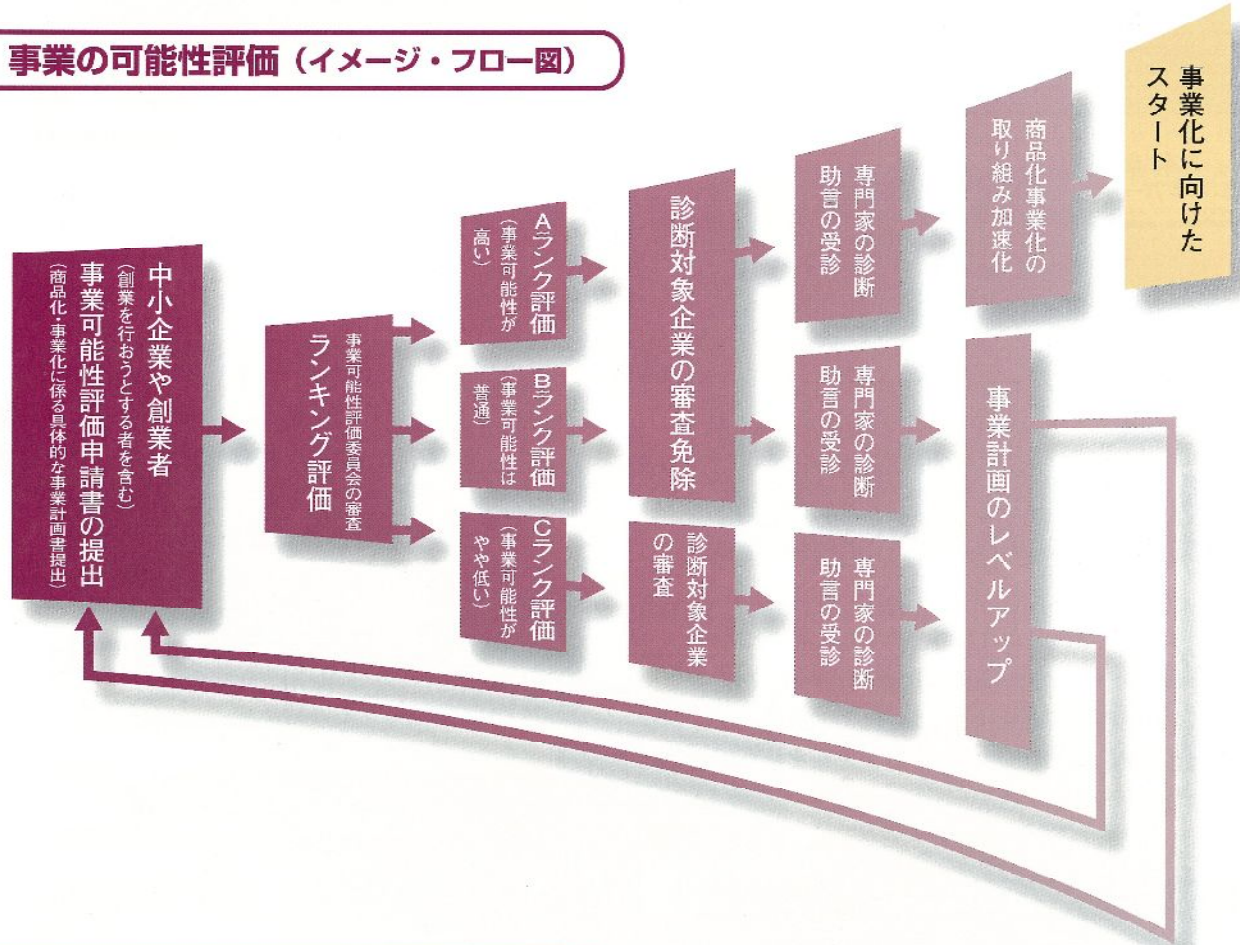 事業の可能性評価（イメージ・フロー図）
中小企業や創業者
（創業を行おうとする者を含む）
事業可能性評価申請書の提出
（商品化・事業化に係る具体的な事業計画書提出）
事業可能性評価委員会の審査
ランキング評価
Aランク評価
（事業可能性が
高い）
Bランク評価
（事業可能性は
普通）
Cランク評価
（事業可能性が
やや低い）
診断対象企業の審査免除
診断対象企業
の審査
専門家の診断
助言の受診
専門家の診断
助言の受診
専門家の診断
助言の受診
商品化事業化の
取り組み加速化
事業計画のレベルアップ
事業化に向けた
スタート